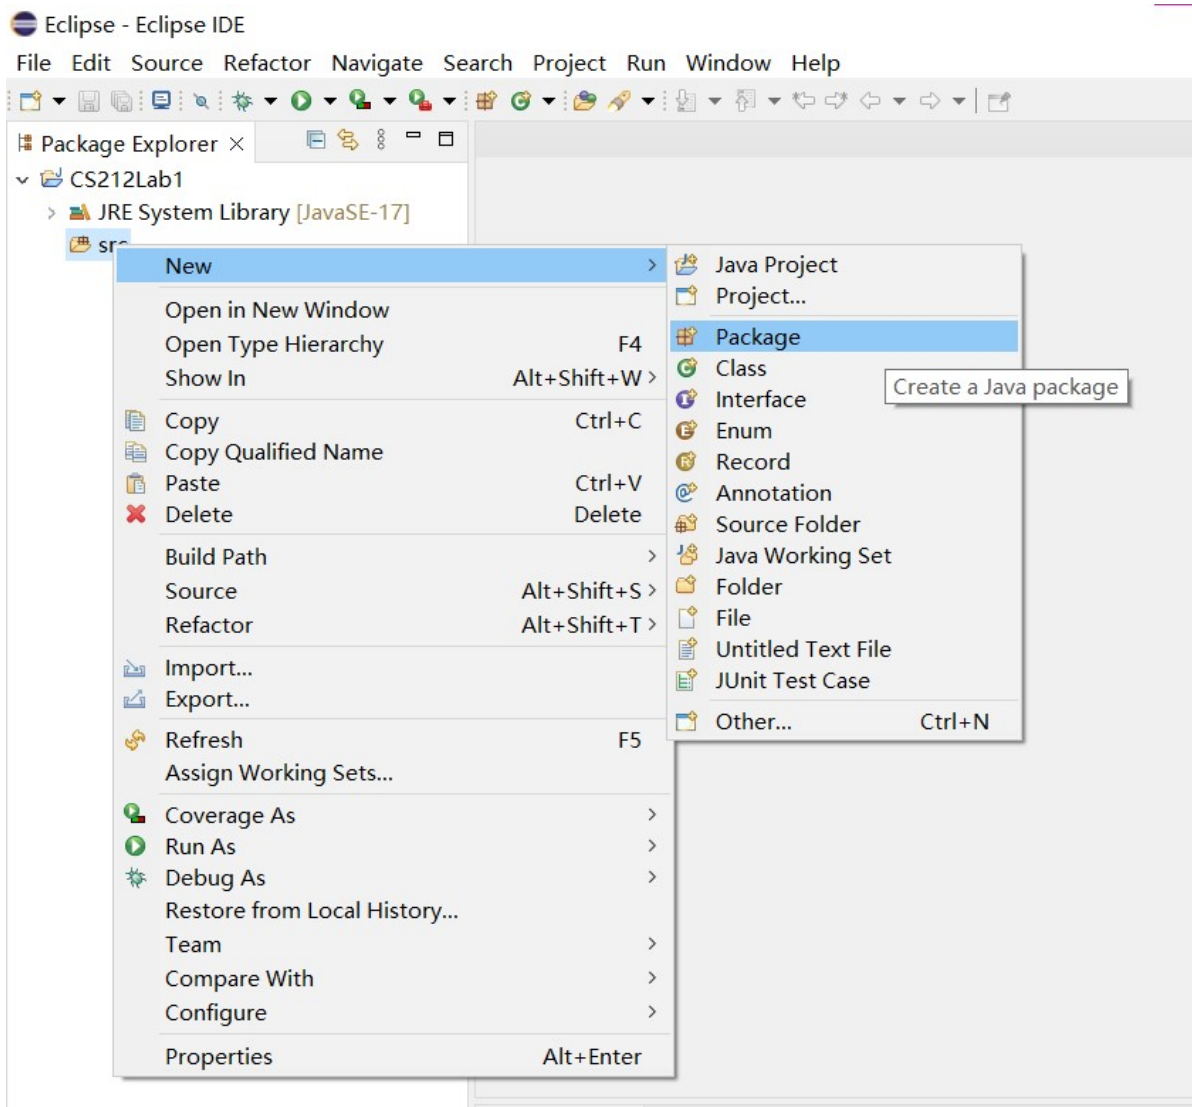 Eclipse - Eclipse IDE
File Edit Source Refactor Navigate Search Project Run Window Help
Package Explorer
CS212Lab1
JRE System Library [JavaSE-17]
src
New
Open in New Window
Open Type Hierarchy F4
Show In Alt+Shift+W
Copy Ctrl+C
Copy Qualified Name
Paste Ctrl+V
Delete Delete
Build Path
Source Alt+Shift+S
Refactor Alt+Shift+T
Import...
Export...
Refresh F5
Assign Working Sets...
Coverage As
Run As
Debug As
Restore from Local History...
Team
Compare With
Configure
Properties Alt+Enter
Java Project
Project...
Package
Class
Interface
Enum
Record
Annotation
Source Folder
Java Working Set
Folder
File
Untitled Text File
JUnit Test Case
Other... Ctrl+N
Create a Java package